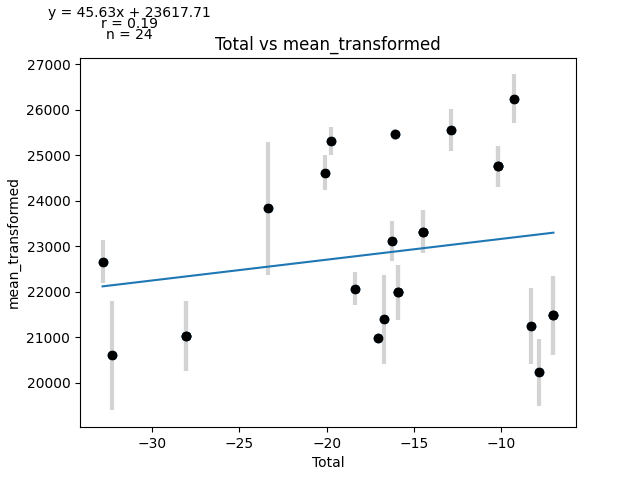 y = 45.63x + 23617.71
r = 0.19
n = 24
Total vs mean_transformed
27000
26000
25000
24000
23000
22000
21000
20000
mean_transformed
−30 −25 −20 −15 −10
Total